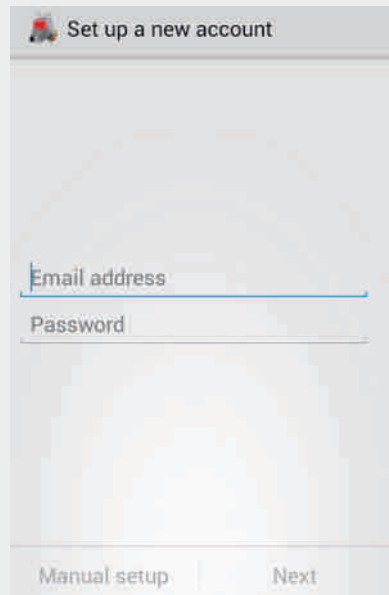 Set up a new account
Email address
Password
Manual setup
Next